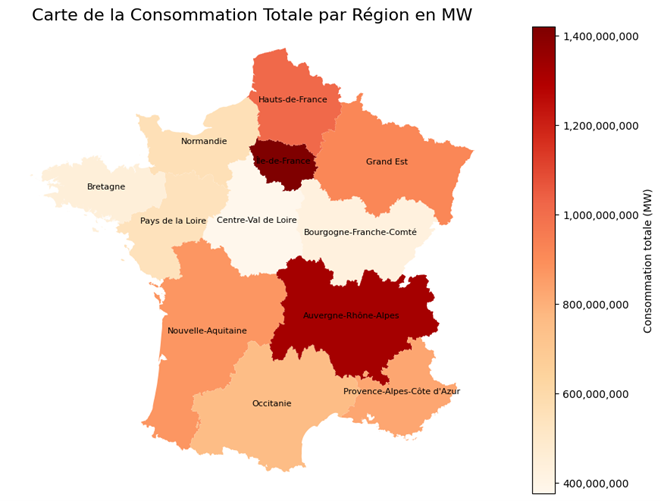 Carte de la Consommation Totale par Région en MW
Hauts-de-France
Normandie
Île-de-France
Grand Est
Bretagne
Pays de la Loire
Centre-Val de Loire
Bourgogne-Franche-Comté
Auvergne-Rhône-Alpes
Nouvelle-Aquitaine
Provence-Alpes-Côte d'Azur
Occitanie
1,400,000,000
1,200,000,000
1,000,000,000
800,000,000
600,000,000
400,000,000
Consommation totale (MW)